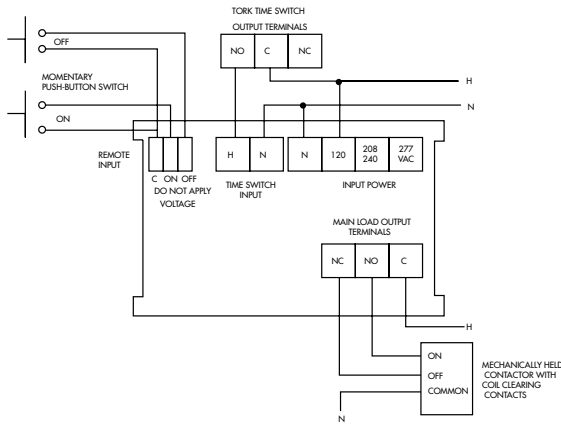 TORK TIME SWITCH
OUTPUT TERMINALS
NO C NC
OFF
MOMENTARY
PUSH-BUTTON SWITCH
ON
H
N
REMOTE
INPUT
C ON OFF
DO NOT APPLY
VOLTAGE
H N
TIME SWITCH
INPUT
N 120 208 240 277 VAC
INPUT POWER
MAIN LOAD OUTPUT
TERMINALS
NC NO C
H
ON
OFF
COMMON
N
MECHANICALLY HELD
CONTACTOR WITH
COIL CLEARING
CONTACTS